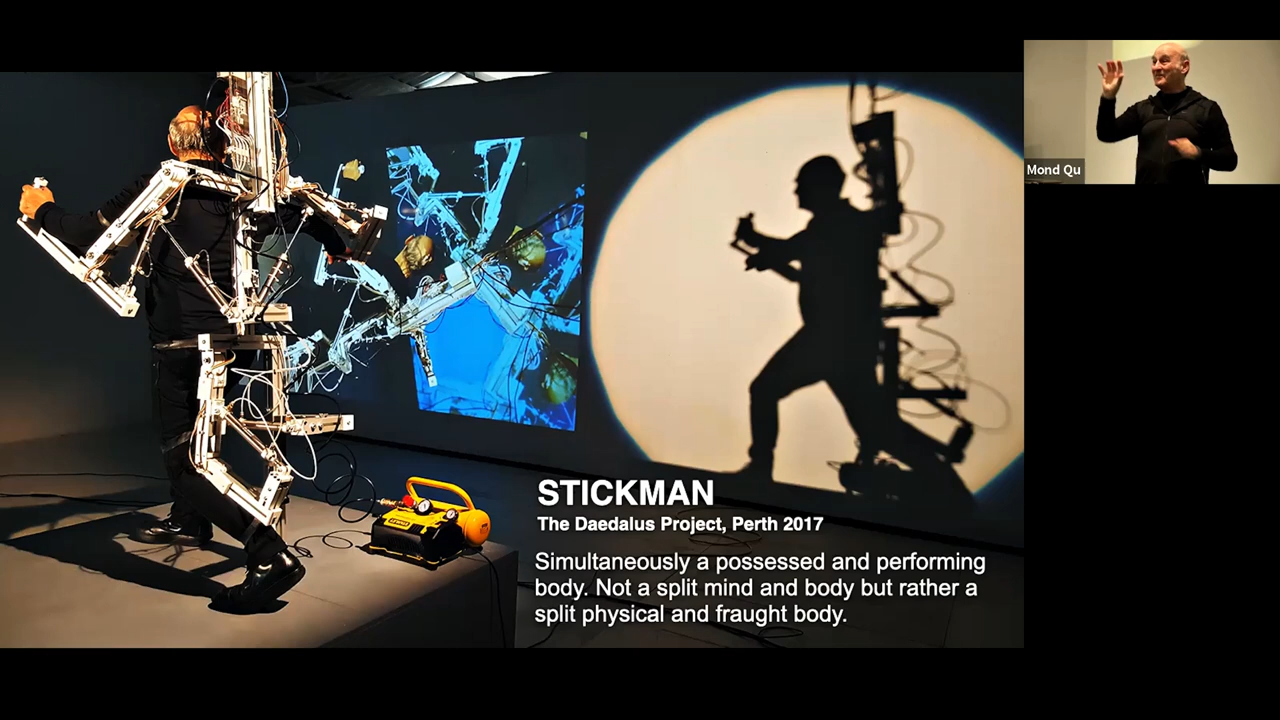 Mond Qu
STICKMAN
The Daedalus Project, Perth 2017
Simultaneously a possessed and performing
body. Not a split mind and body but rather a
split physical and fraught body.